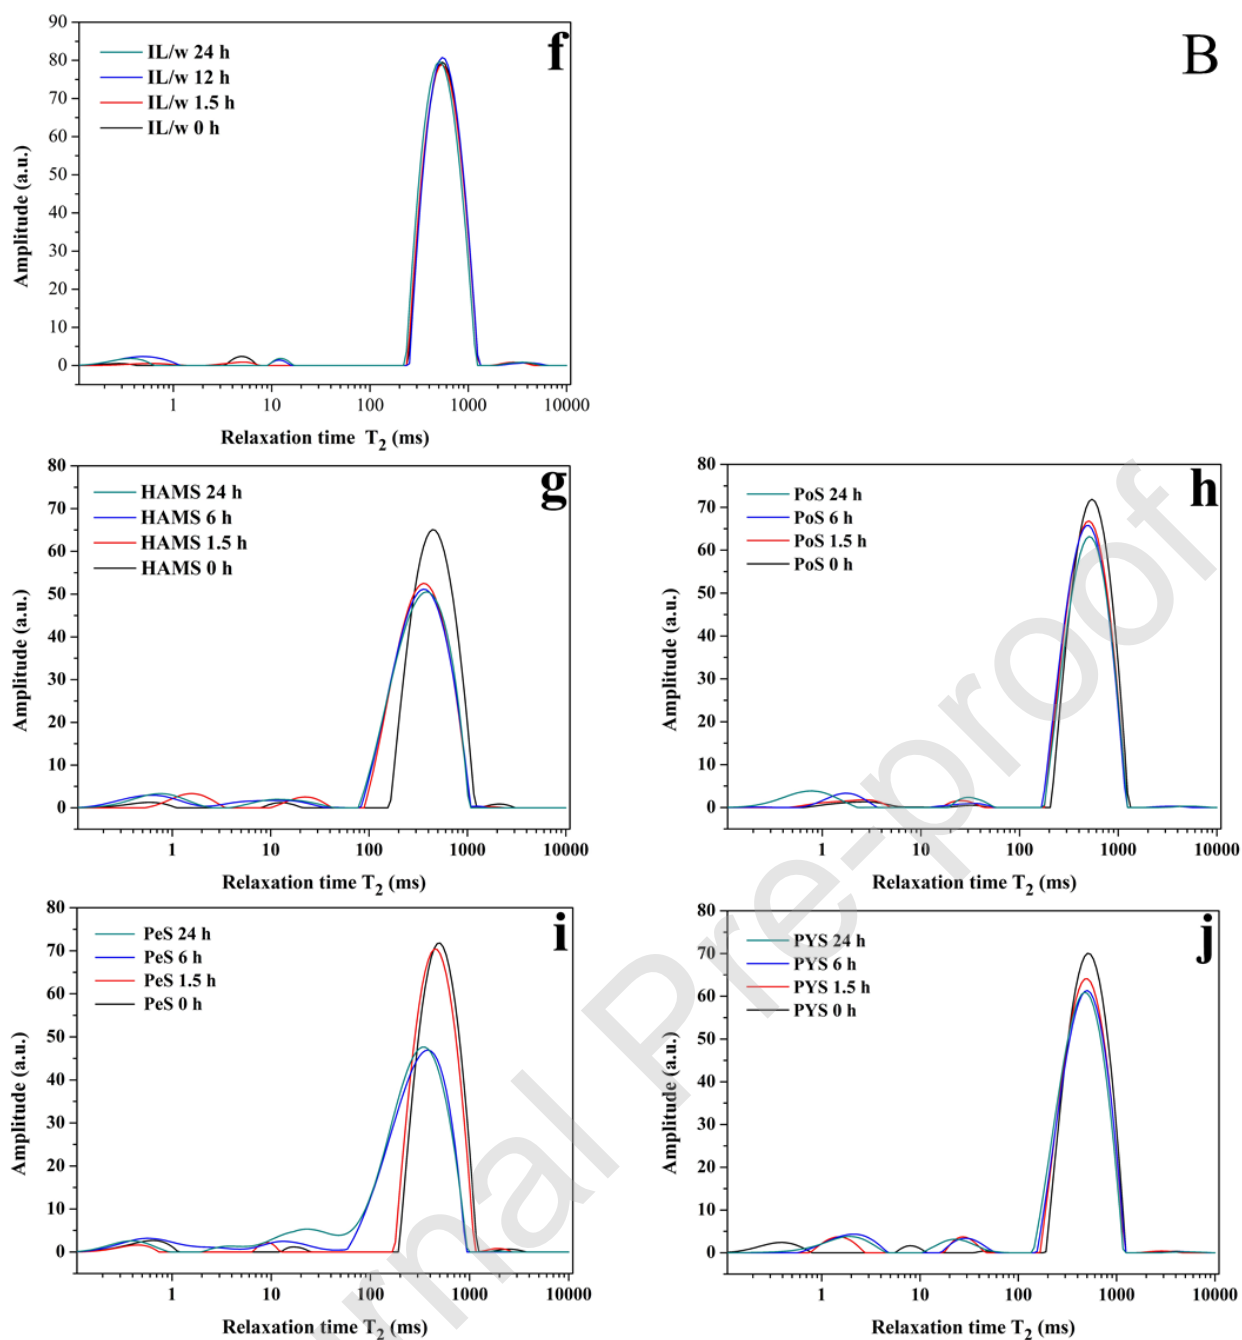 f
B
IL/w 24 h
IL/w 12 h
IL/w 1.5 h
IL/w 0 h
Amplitude (a.u.)
90
80
70
60
50
40
30
20
10
0
1 10 100 1000 10000
Relaxation time T2 (ms)
g
HAMS 24 h
HAMS 6 h
HAMS 1.5 h
HAMS 0 h
Amplitude (a.u.)
80
70
60
50
40
30
20
10
0
1 10 100 1000 10000
Relaxation time T2 (ms)
h
PoS 24 h
PoS 6 h
PoS 1.5 h
PoS 0 h
Amplitude (a.u.)
80
70
60
50
40
30
20
10
0
1 10 100 1000 10000
Relaxation time T2 (ms)
i
PeS 24 h
PeS 6 h
PeS 1.5 h
PeS 0 h
Amplitude (a.u.)
80
70
60
50
40
30
20
10
0
1 10 100 1000 10000
Relaxation time T2 (ms)
j
PYS 24 h
PYS 6 h
PYS 1.5 h
PYS 0 h
Amplitude (a.u.)
80
70
60
50
40
30
20
10
0
1 10 100 1000 10000
Relaxation time T2 (ms)
rnal Pre-proof